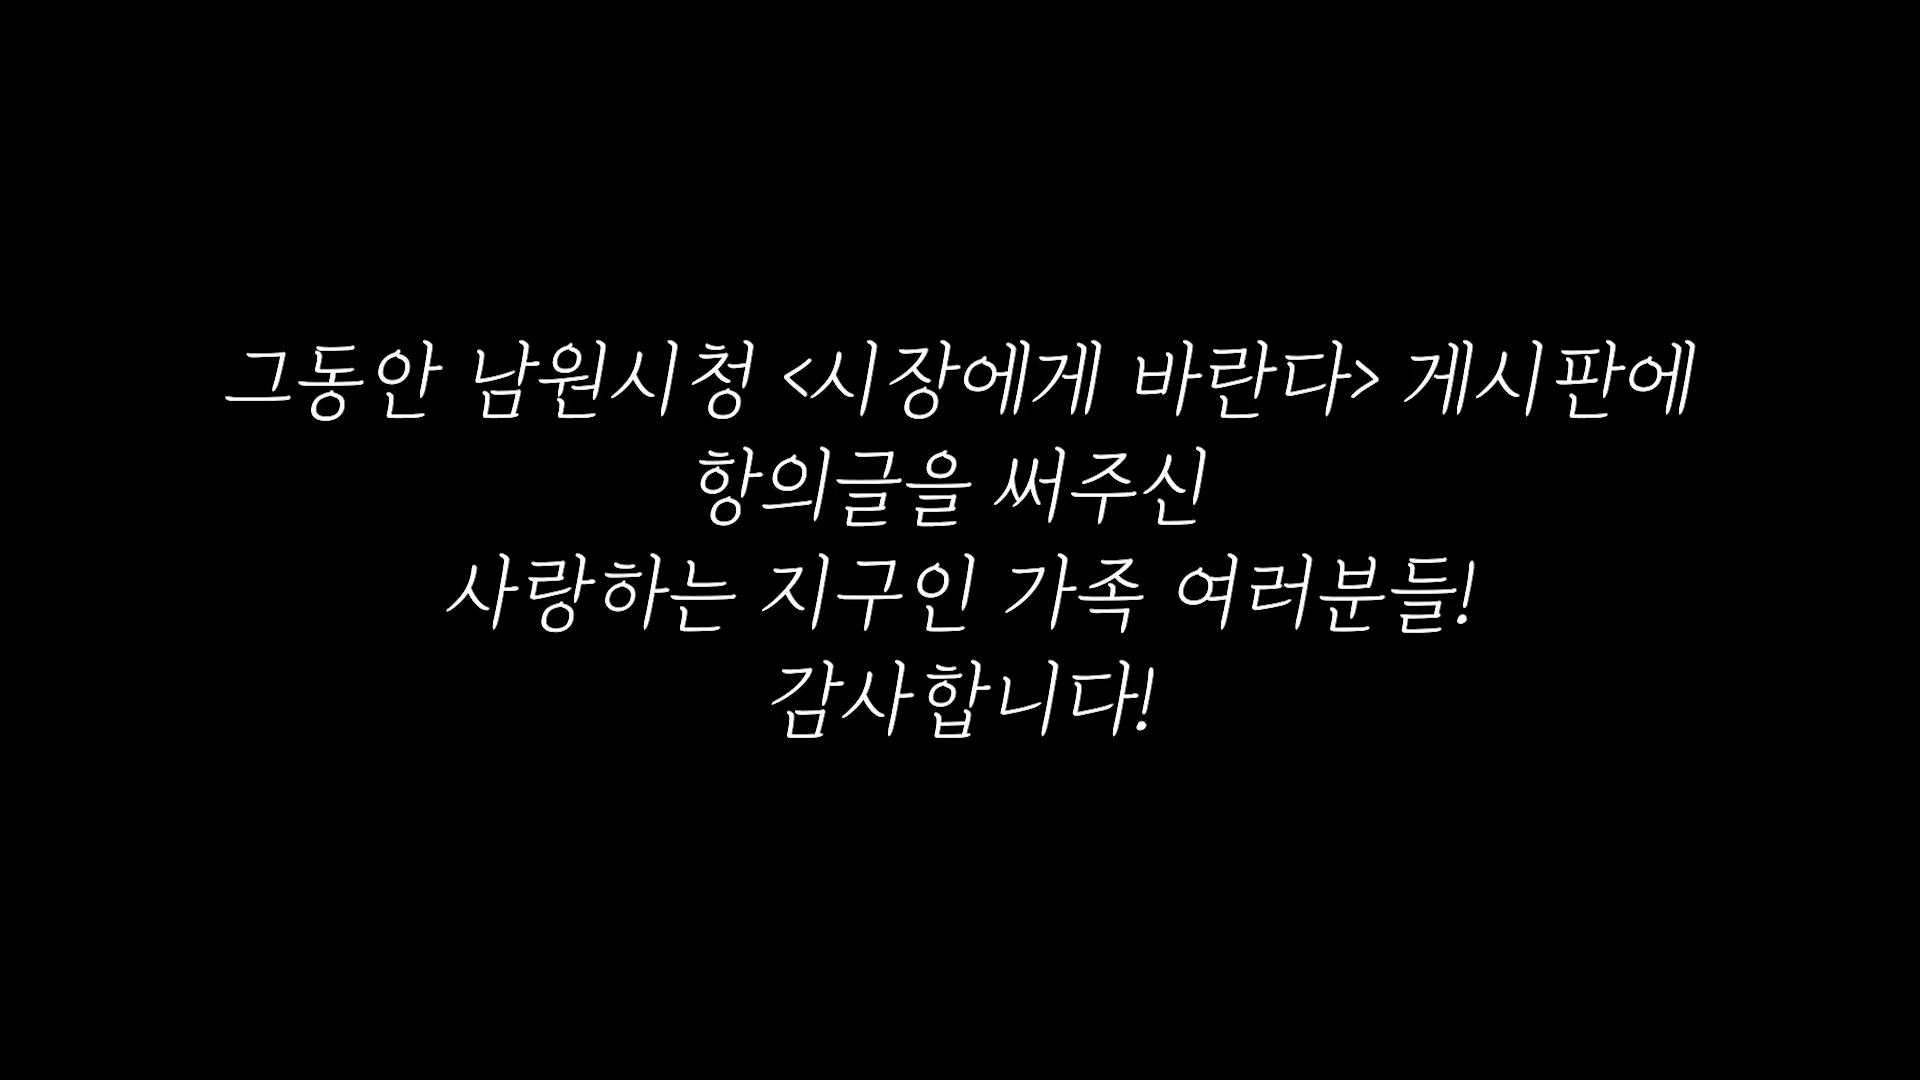 그동안 남원시청 <시장에게 바란다> 게시판에
항의글을 써주신
사랑하는 지구인 가족 여러분들!
감사합니다!